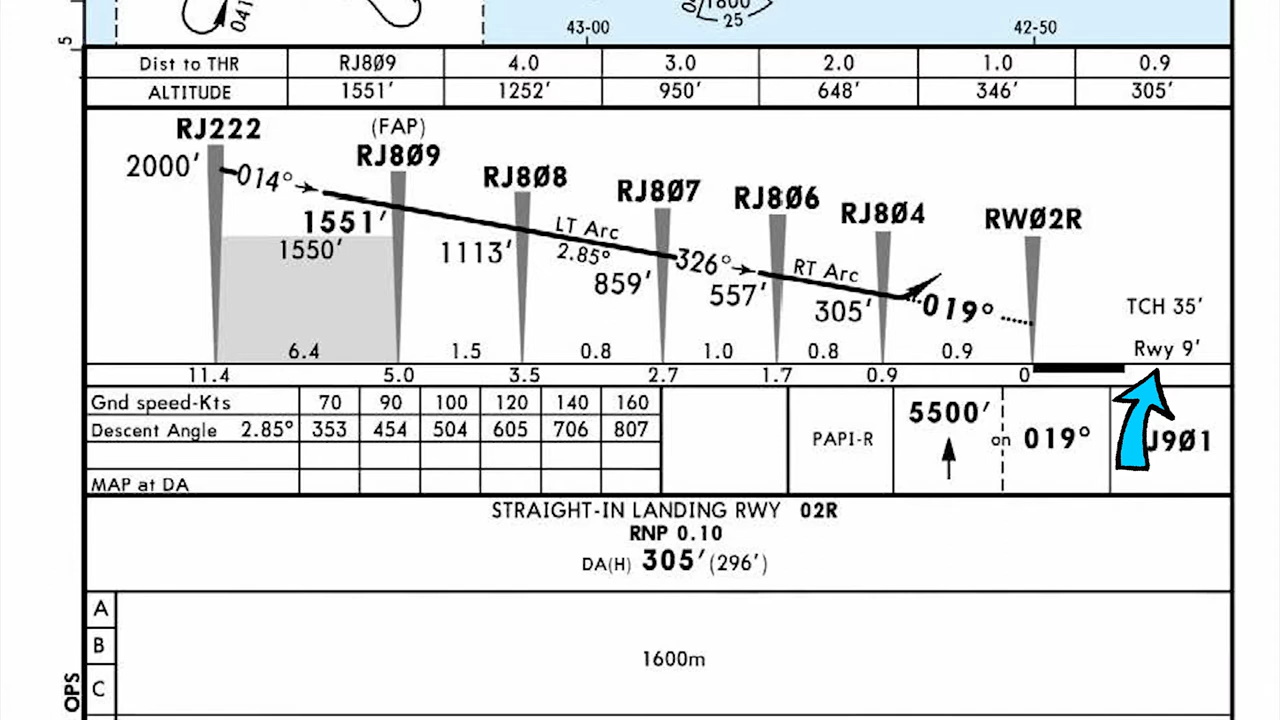 041
1800
25
43-00
42-50
5
Dist to THR RJ8Ø9 4.0 3.0 2.0 1.0 0.9
ALTITUDE 1551′ 1252′ 950′ 648′ 346′ 305′
RJ222
(FAP)
RJ8Ø9
RJ8Ø8
RJ8Ø7
RJ8Ø6
RJ8Ø4
RWØ2R
2000′
014°
1551′
1550′
1113′
LT Arc
2.85°
859′
326°
557′
RT Arc
305′
019°
TCH 35′
Rwy 9′
6.4 1.5 0.8 1.0 0.8 0.9
11.4 5.0 3.5 2.7 1.7 0.9 0
Gnd speed-Kts 70 90 100 120 140 160
Descent Angle 2.85° 353 454 504 605 706 807
MAP at DA
PAPI-R
5500′
on 019°
J9Ø1
STRAIGHT-IN LANDING RWY 02R
RNP 0.10
DA(H) 305′(296′)
A
B
C
1600m
OPS